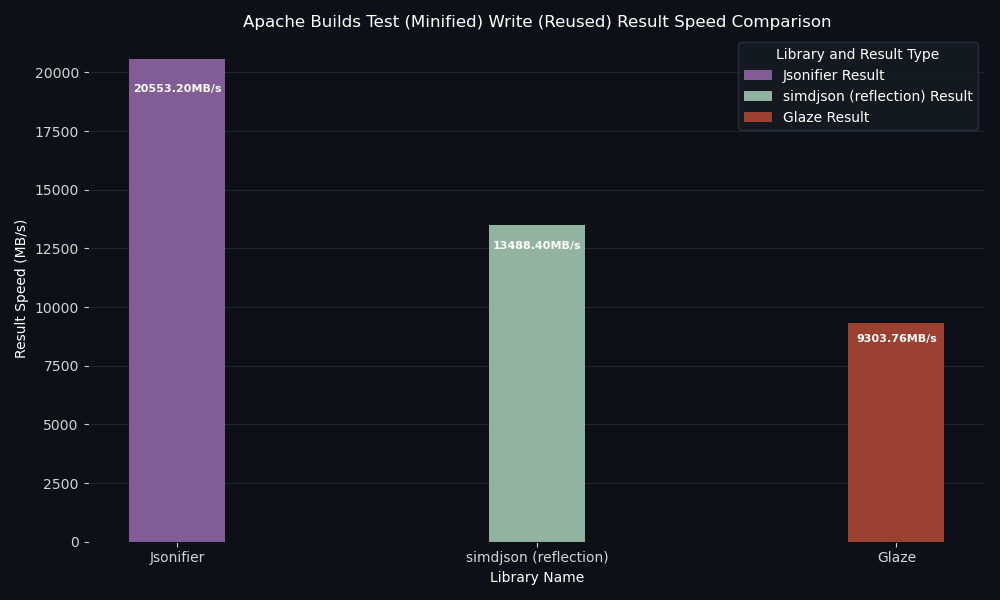 Apache Builds Test (Minified) Write (Reused) Result Speed Comparison
Library and Result Type
Jsonifier Result
simdjson (reflection) Result
Glaze Result
Result Speed (MB/s)
20000
17500
15000
12500
10000
7500
5000
2500
0
20553.20MB/s
13488.40MB/s
9303.76MB/s
Jsonifier
simdjson (reflection)
Glaze
Library Name